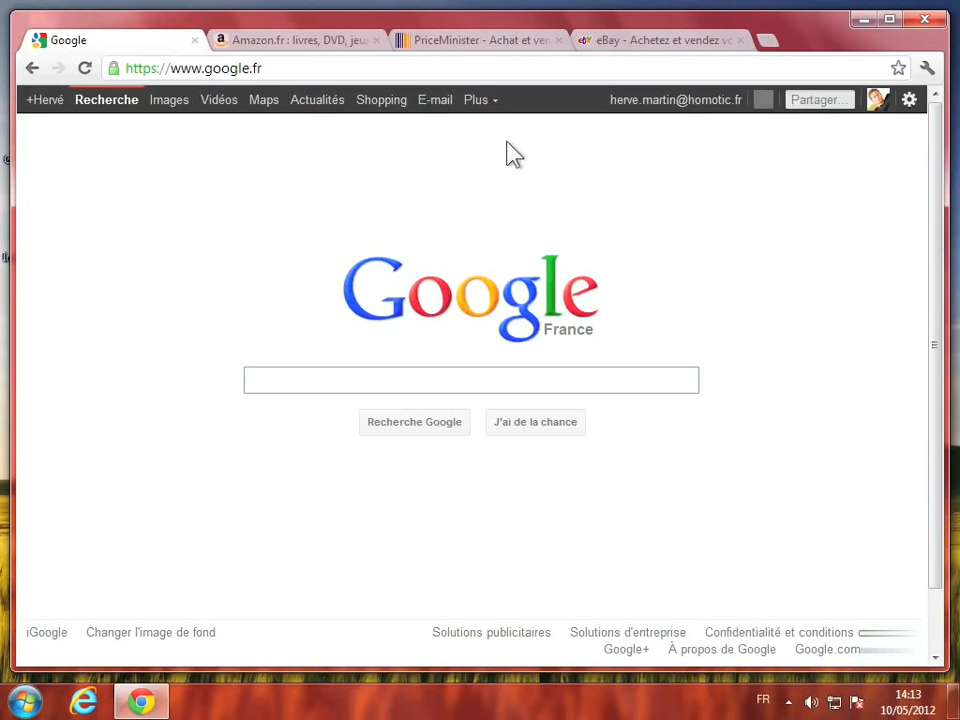 Google
Amazon.fr : livres, DVD, jeu
PriceMinister - Achat et ven
eBay - Achetez et vendez vo
https://www.google.fr
+Hervé Recherche Images Vidéos Maps Actualités Shopping E-mail Plus herve.martin@homotic.fr Partager...
Google
France
Recherche Google J'ai de la chance
iGoogle Changer l'image de fond Solutions publicitaires Solutions d'entreprise Confidentialité et conditions
Google+ À propos de Google Google.com
FR 14:13
10/05/2012